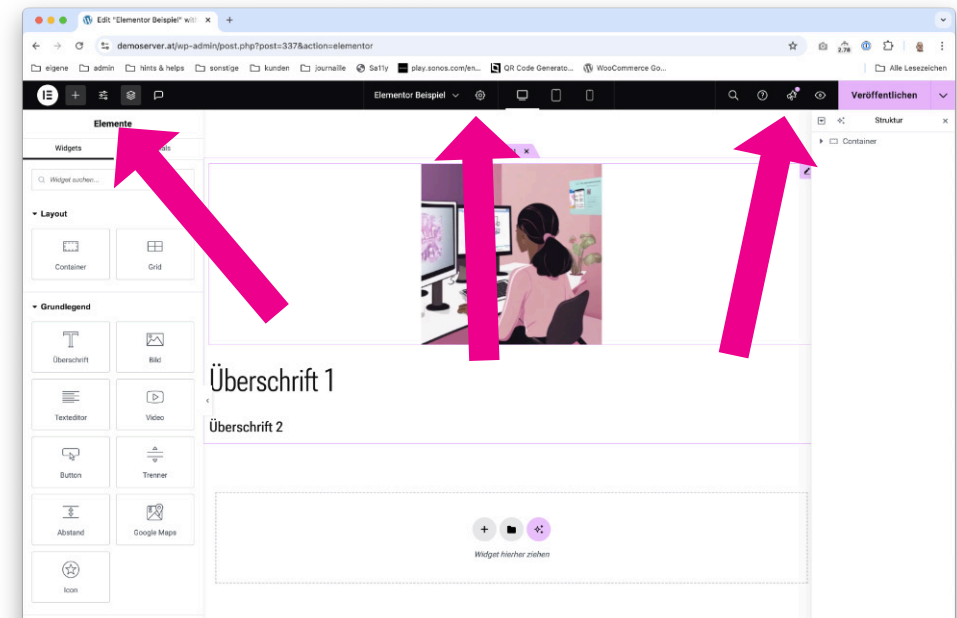 Edit "Elementor Beispiel" with
demoserver.at/wp-admin/post.php?post=337&action=elementor
2,78
eigene
admin
hints & helps
sonstige
kunden
journaille
Sa11y
play.sonos.com/en...
QR Code Generato...
WooCommerce Go...
Alle Lesezeichen
Elementor Beispiel
Veröffentlichen
Elemente
Struktur
Widgets
Container
Widget suchen...
Layout
Container
Grid
Grundlegend
Überschrift
Bild
Überschrift 1
Texteditor
Video
Überschrift 2
Button
Trenner
Abstand
Google Maps
Widget hierher ziehen
Icon